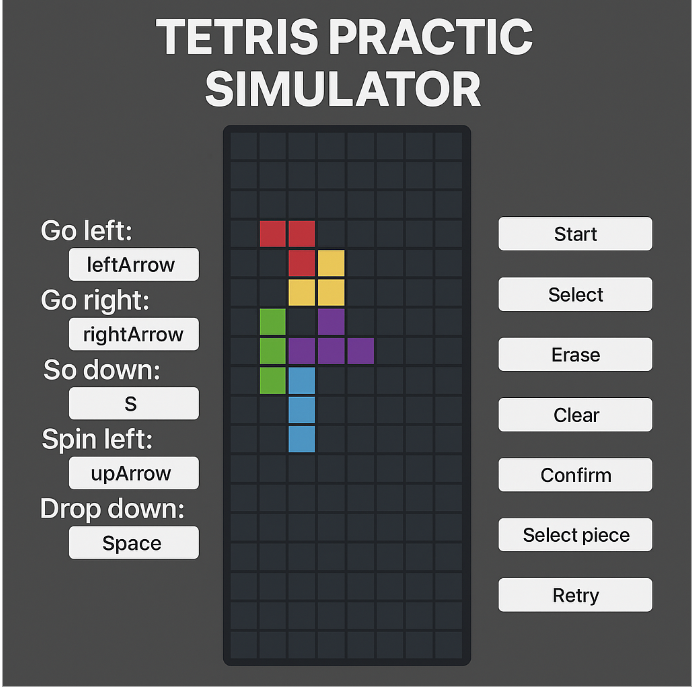 TETRIS PRACTIC
SIMULATOR
Go left:
leftArrow
Go right:
rightArrow
So down:
S
Spin left:
upArrow
Drop down:
Space
Start
Select
Erase
Clear
Confirm
Select piece
Retry